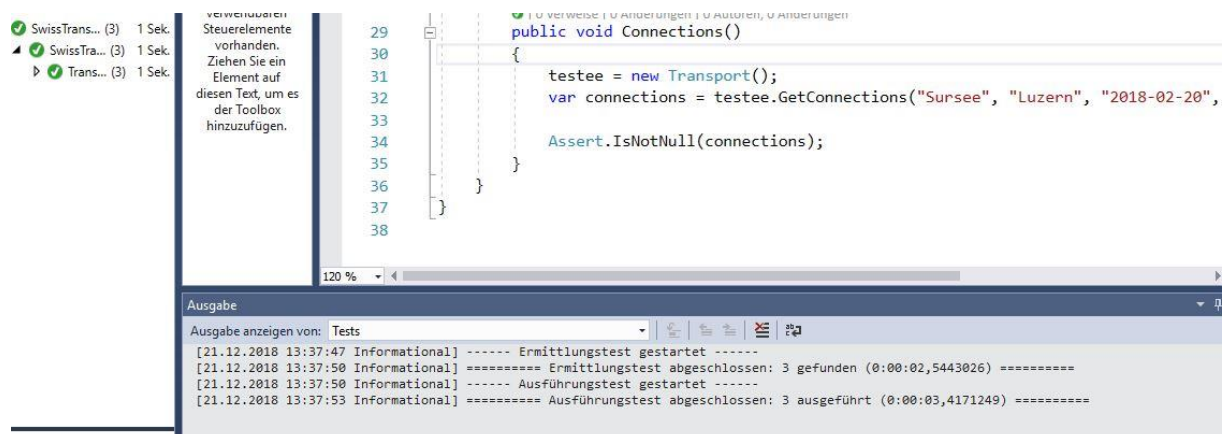 SwissTrans... (3) 1 Sek.
SwissTra... (3) 1 Sek.
Trans... (3) 1 Sek.
verwendbaren
Steuerelemente
vorhanden.
Ziehen Sie ein
Element auf
diesen Text, um es
der Toolbox
hinzuzufügen.
| 0 Verweise | 0 Änderungen | 0 Autoren, 0 Änderungen
29 public void Connections()
30 {
31 testee = new Transport();
32 var connections = testee.GetConnections("Sursee", "Luzern", "2018-02-20",
33
34 Assert.IsNotNull(connections);
35 }
36 }
37 }
38
120 %
Ausgabe
Ausgabe anzeigen von: Tests
[21.12.2018 13:37:47 Informational] ------ Ermittlungstest gestartet ------
[21.12.2018 13:37:50 Informational] ========== Ermittlungstest abgeschlossen: 3 gefunden (0:00:02,5443026) ==========
[21.12.2018 13:37:50 Informational] ------ Ausführungstest gestartet ------
[21.12.2018 13:37:53 Informational] ========== Ausführungstest abgeschlossen: 3 ausgeführt (0:00:03,4171249) ==========